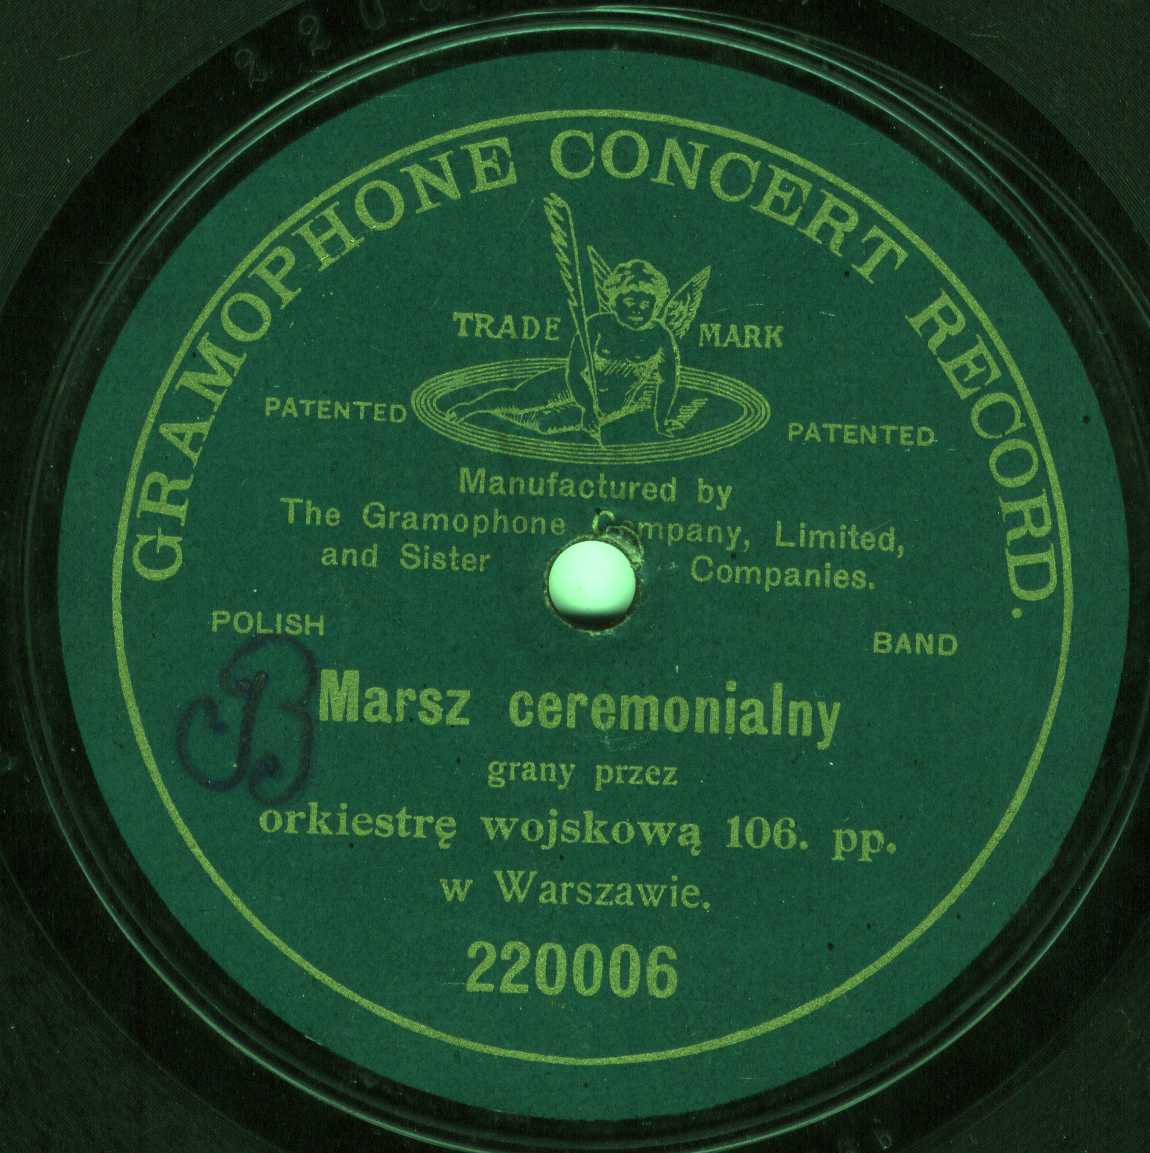 GRAMOPHONE CONCERT RECORD.
TRADE MARK
PATENTED PATENTED
Manufactured by
The Gramophone Company, Limited,
and Sister Companies.
POLISH BAND
B
Marsz ceremonialny
grany przez
orkiestrę wojskową 106. pp.
w Warszawie.
220006